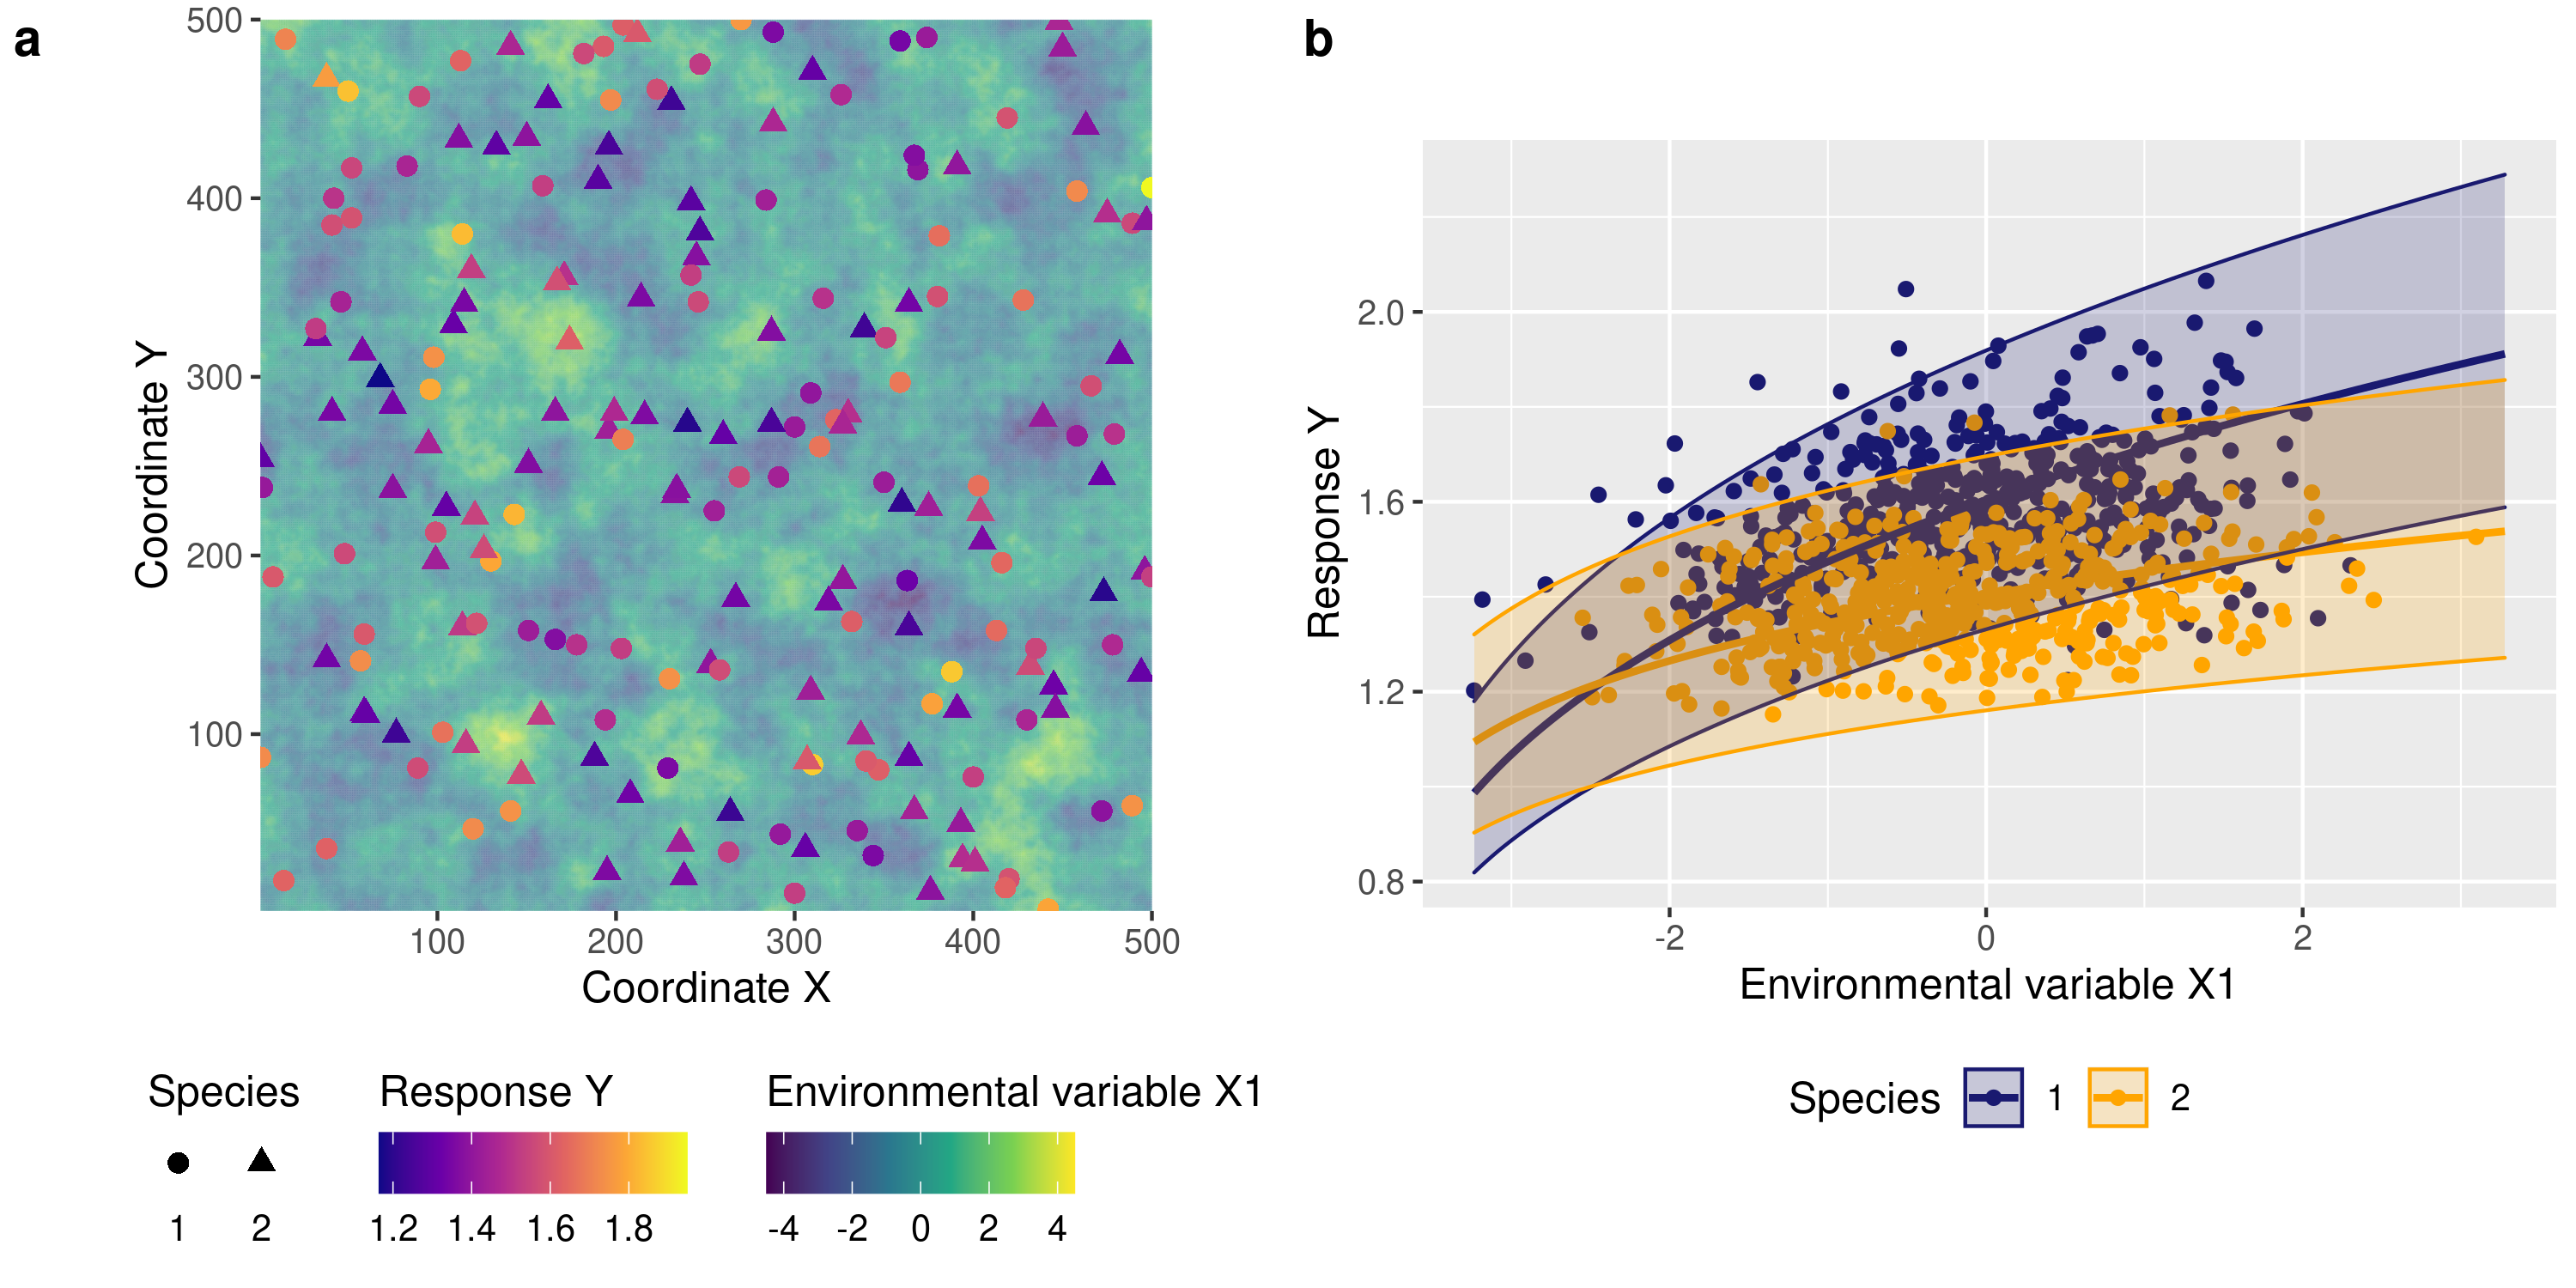 a
500
400
300
200
100
Coordinate Y
100 200 300 400 500
Coordinate X
Species
1 2
Response Y
1.2 1.4 1.6 1.8
Environmental variable X1
-4 -2 0 2 4
b
2.0
1.6
1.2
0.8
Response Y
-2 0 2
Environmental variable X1
Species 1 2